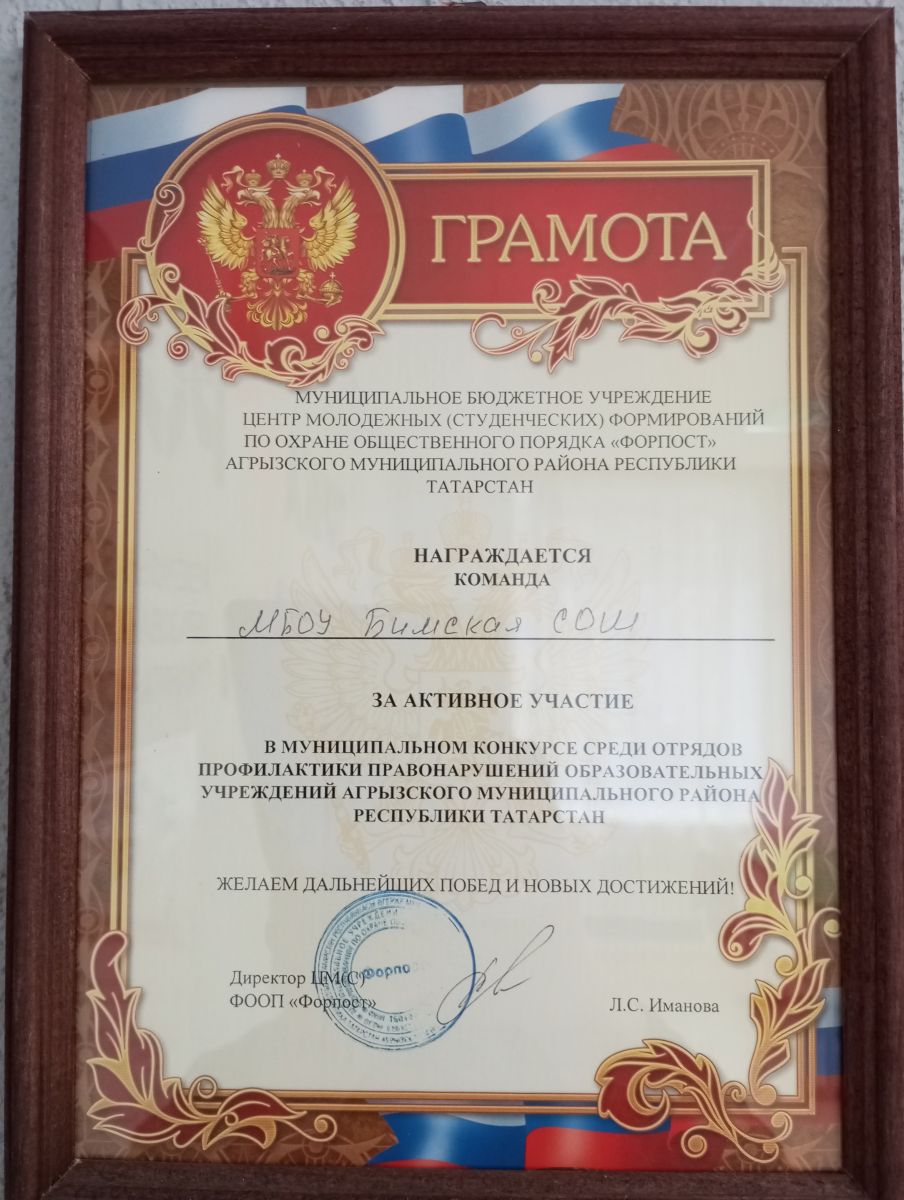 ГРАМОТА
МУНИЦИПАЛЬНОЕ БЮДЖЕТНОЕ УЧРЕЖДЕНИЕ
ЦЕНТР МОЛОДЕЖНЫХ (СТУДЕНЧЕСКИХ) ФОРМИРОВАНИЙ
ПО ОХРАНЕ ОБЩЕСТВЕННОГО ПОРЯДКА «ФОРПОСТ»
АГРЫЗСКОГО МУНИЦИПАЛЬНОГО РАЙОНА РЕСПУБЛИКИ
ТАТАРСТАН
НАГРАЖДАЕТСЯ
КОМАНДА
МБОУ Бимская СОШ
ЗА АКТИВНОЕ УЧАСТИЕ
В МУНИЦИПАЛЬНОМ КОНКУРСЕ СРЕДИ ОТРЯДОВ
ПРОФИЛАКТИКИ ПРАВОНАРУШЕНИЙ ОБРАЗОВАТЕЛЬНЫХ
УЧРЕЖДЕНИЙ АГРЫЗСКОГО МУНИЦИПАЛЬНОГО РАЙОНА
РЕСПУБЛИКИ ТАТАРСТАН
ЖЕЛАЕМ ДАЛЬНЕЙШИХ ПОБЕД И НОВЫХ ДОСТИЖЕНИЙ!
Директор ЦМ(С)
ФООП «Форпост»
Л.С. Иманова